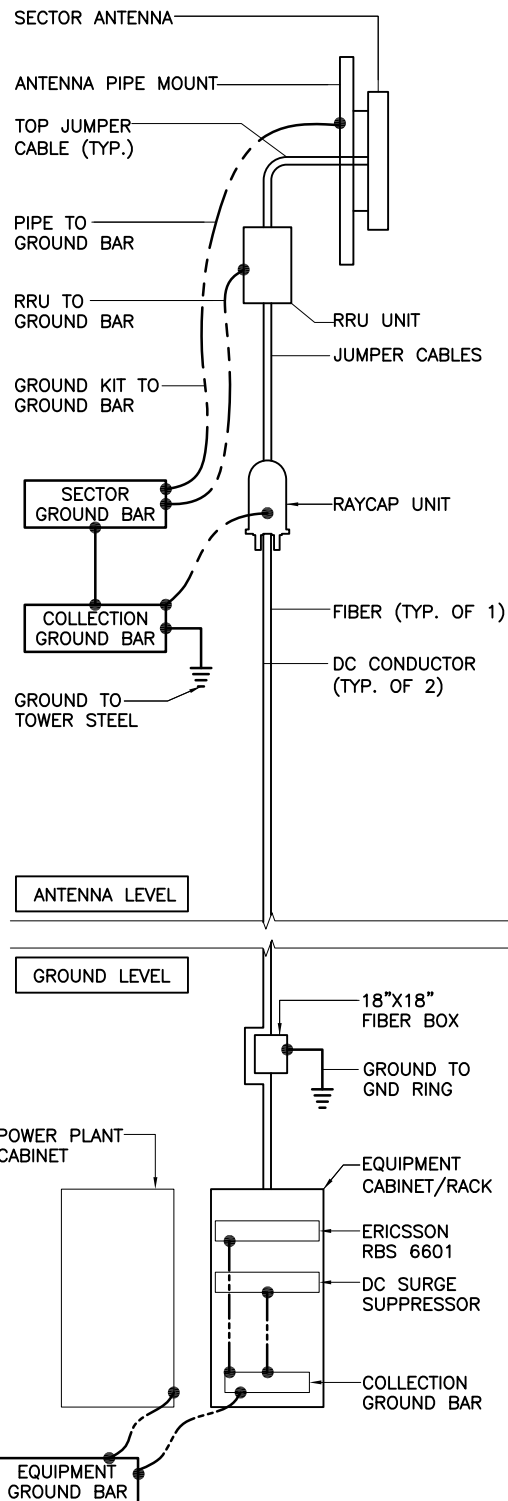 SECTOR ANTENNA
ANTENNA PIPE MOUNT
TOP JUMPER
CABLE (TYP.)
PIPE TO
GROUND BAR
RRU TO
GROUND BAR
RRU UNIT
JUMPER CABLES
GROUND KIT TO
GROUND BAR
SECTOR
GROUND BAR
RAYCAP UNIT
COLLECTION
GROUND BAR
FIBER (TYP. OF 1)
DC CONDUCTOR
(TYP. OF 2)
GROUND TO
TOWER STEEL
ANTENNA LEVEL
GROUND LEVEL
18"X18"
FIBER BOX
GROUND TO
GND RING
POWER PLANT
CABINET
EQUIPMENT
CABINET/RACK
ERICSSON
RBS 6601
DC SURGE
SUPPRESSOR
COLLECTION
GROUND BAR
EQUIPMENT
GROUND BAR